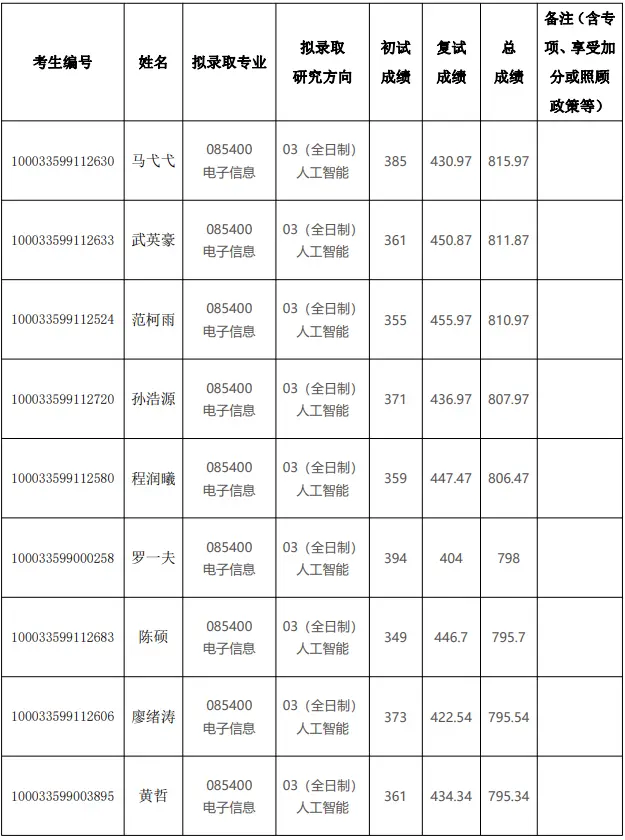 考生编号 姓名 拟录取专业 拟录取研究方向 初试成绩 复试成绩 总成绩 备注（含专项、享受加分或照顾政策等）
100033599112630 马弋弋 085400 电子信息 03（全日制）人工智能 385 430.97 815.97
100033599112633 武英豪 085400 电子信息 03（全日制）人工智能 361 450.87 811.87
100033599112524 范柯雨 085400 电子信息 03（全日制）人工智能 355 455.97 810.97
100033599112720 孙浩源 085400 电子信息 03（全日制）人工智能 371 436.97 807.97
100033599112580 程润曦 085400 电子信息 03（全日制）人工智能 359 447.47 806.47
100033599000258 罗一夫 085400 电子信息 03（全日制）人工智能 394 404 798
100033599112683 陈硕 085400 电子信息 03（全日制）人工智能 349 446.7 795.7
100033599112606 廖绪涛 085400 电子信息 03（全日制）人工智能 373 422.54 795.54
100033599003895 黄哲 085400 电子信息 03（全日制）人工智能 361 434.34 795.34